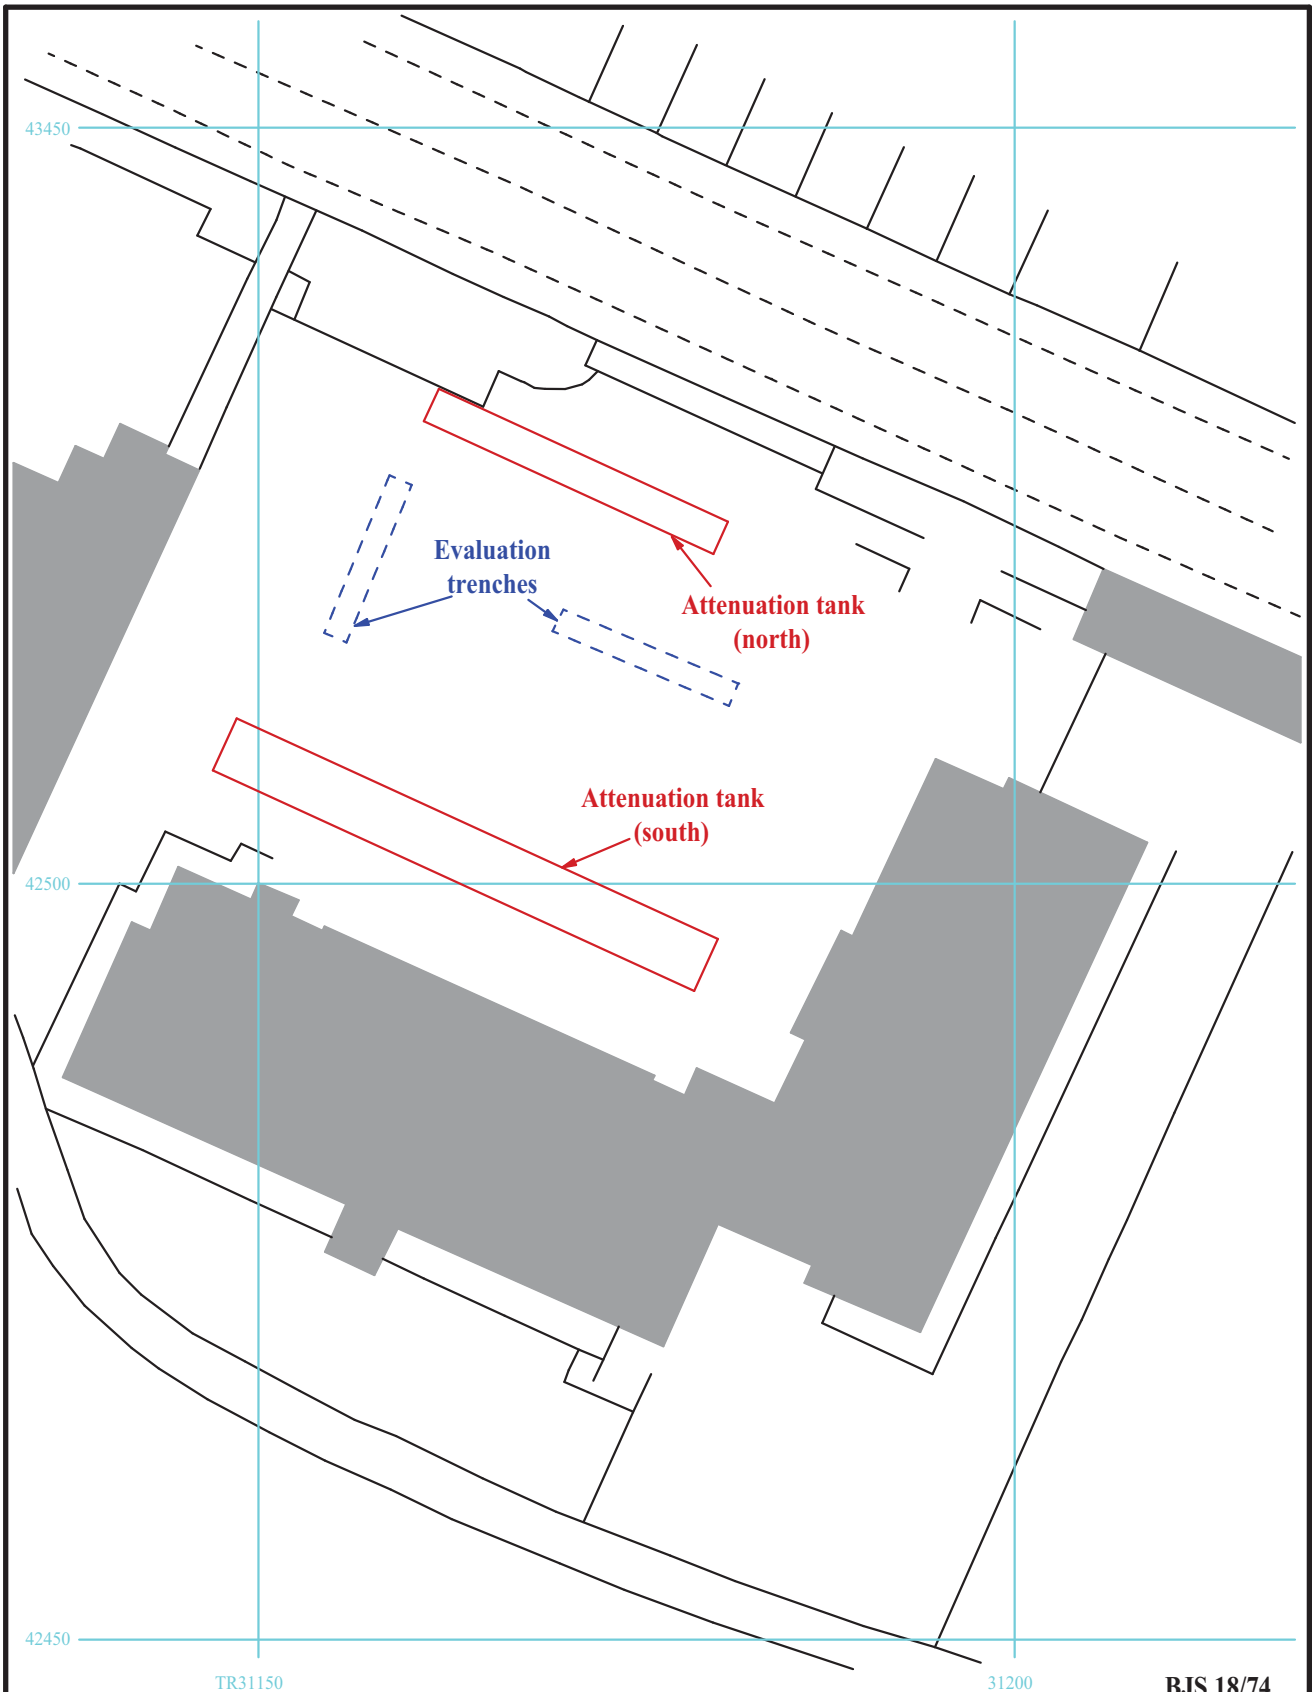 43450
Evaluation
trenches
Attenuation tank
(north)
Attenuation tank
(south)
42500
42450
TR31150
31200
BJS 18/74